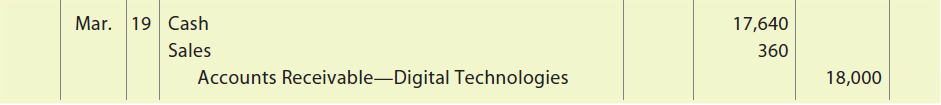 Mar. 19 Cash 17,640
Sales 360
Accounts Receivable—Digital Technologies 18,000